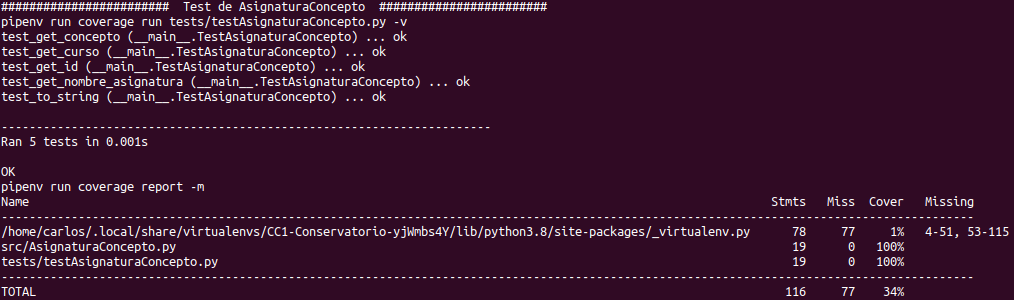 ########################  Test de AsignaturaConcepto  ########################
pipenv run coverage run tests/testAsignaturaConcepto.py -v
test_get_concepto (__main__.TestAsignaturaConcepto) ... ok
test_get_curso (__main__.TestAsignaturaConcepto) ... ok
test_get_id (__main__.TestAsignaturaConcepto) ... ok
test_get_nombre_asignatura (__main__.TestAsignaturaConcepto) ... ok
test_to_string (__main__.TestAsignaturaConcepto) ... ok
----------------------------------------------------------------------
Ran 5 tests in 0.001s
OK
pipenv run coverage report -m
Name                                                                                                          Stmts   Miss  Cover   Missing
-------------------------------------------------------------------------------------------------------------------------------------------
/home/carlos/.local/share/virtualenvs/CC1-Conservatorio-yjWmbs4Y/lib/python3.8/site-packages/_virtualenv.py      78     77     1%   4-51, 53-115
src/AsignaturaConcepto.py                                                                                        19      0   100%
tests/testAsignaturaConcepto.py                                                                                  19      0   100%
-------------------------------------------------------------------------------------------------------------------------------------------
TOTAL                                                                                                           116     77    34%